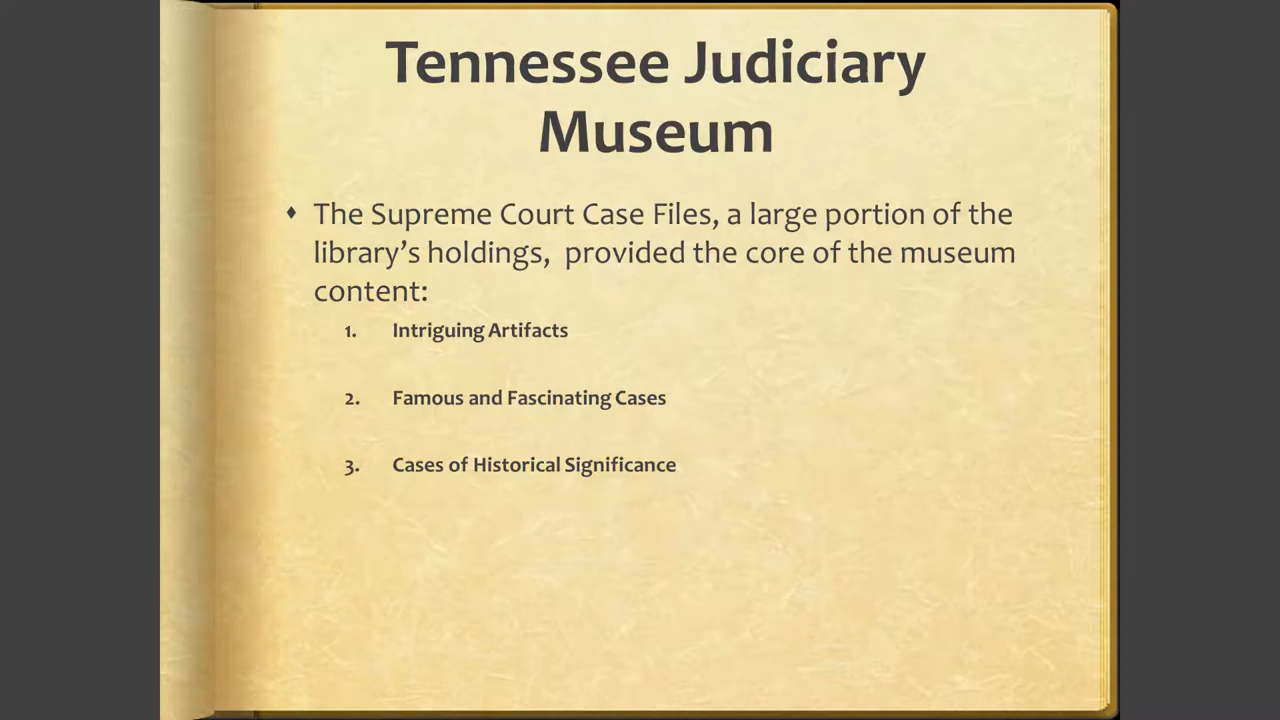 Tennessee Judiciary
Museum
♦ The Supreme Court Case Files, a large portion of the
library’s holdings,  provided the core of the museum
content:
1. Intriguing Artifacts
2. Famous and Fascinating Cases
3. Cases of Historical Significance